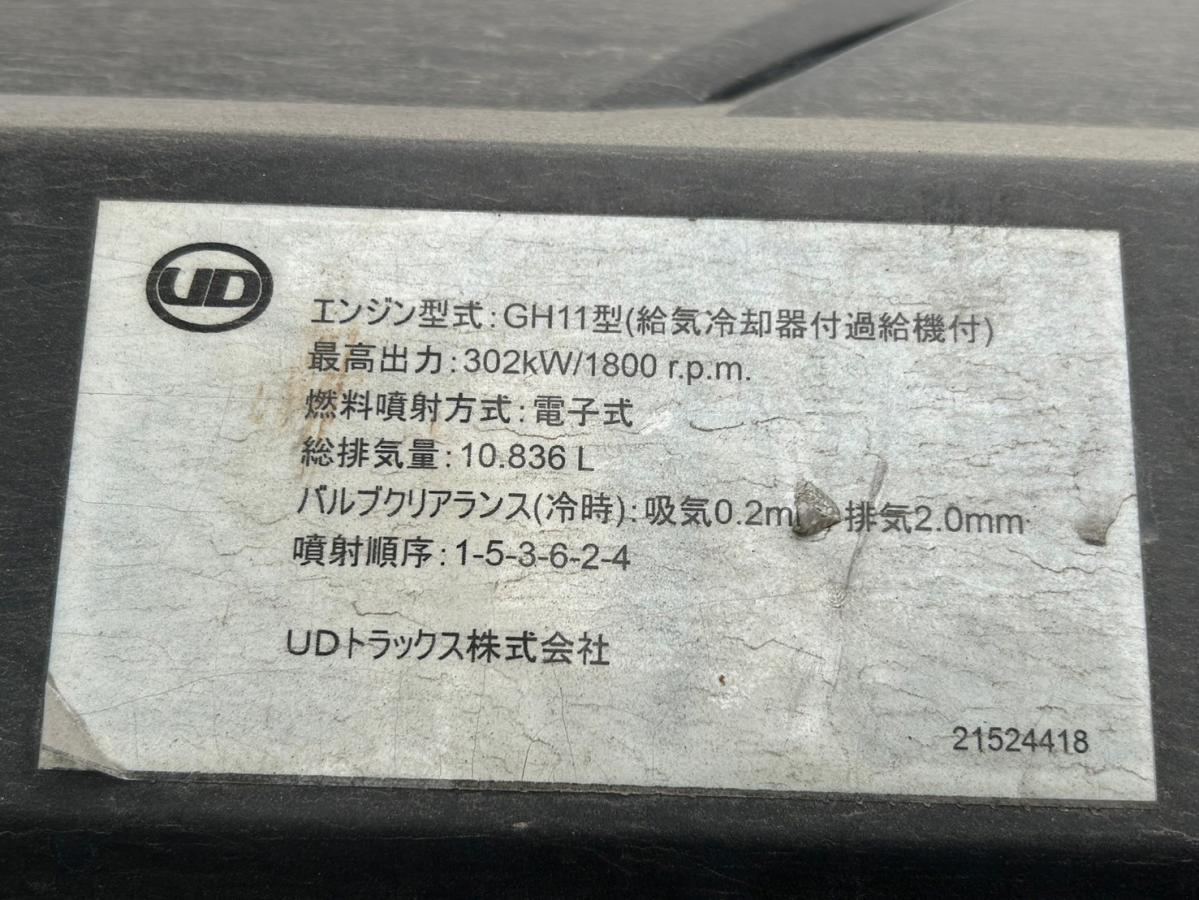 UD
エンジン型式:GH11型(給気冷却器付過給機付)
最高出力:302kW/1800 r.p.m.
燃料噴射方式:電子式
総排気量:10.836 L
バルブクリアランス(冷時):吸気0.2m 排気2.0mm
噴射順序:1-5-3-6-2-4
UDトラックス株式会社
21524418